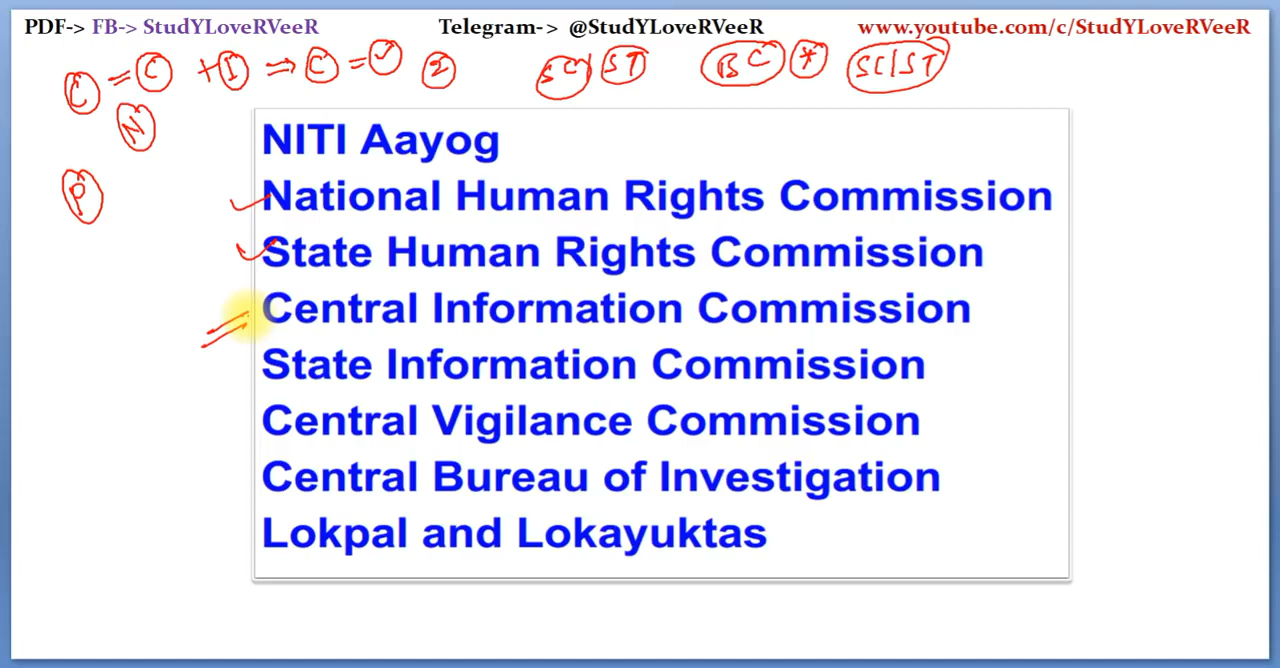 PDF-> FB-> StudYLoveRVeeR Telegram-> @StudYLoveRVeeR www.youtube.com/c/StudYLoveRVeeR
C = C + I ⇒ C = ✓ 2 SC/ST BC * SC/ST
N
P
NITI Aayog
National Human Rights Commission
State Human Rights Commission
Central Information Commission
State Information Commission
Central Vigilance Commission
Central Bureau of Investigation
Lokpal and Lokayuktas